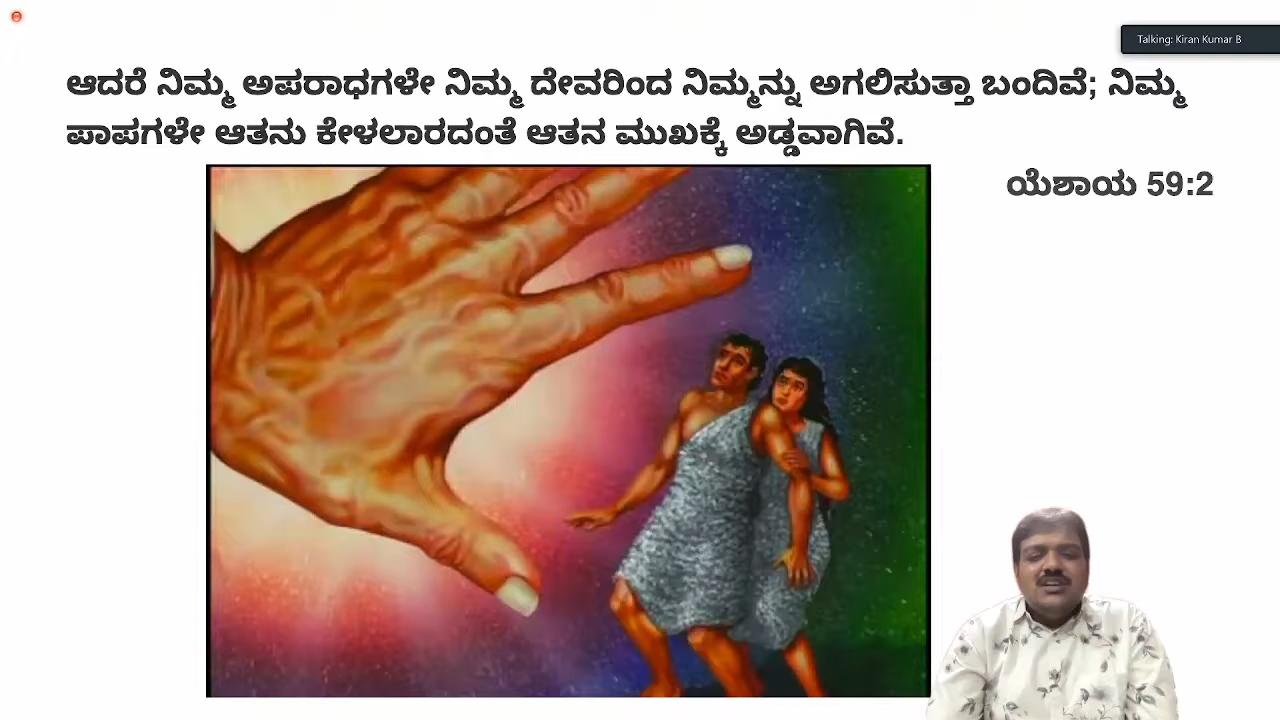 Talking: Kiran Kumar B
ಆದರೆ ನಿಮ್ಮ ಅಪರಾಧಗಳೇ ನಿಮ್ಮ ದೇವರಿಂದ ನಿಮ್ಮನ್ನು ಅಗಲಿಸುತ್ತಾ ಬಂದಿವೆ; ನಿಮ್ಮ
ಪಾಪಗಳೇ ಆತನು ಕೇಳಲಾರದಂತೆ ಆತನ ಮುಖಕ್ಕೆ ಅಡ್ಡವಾಗಿವೆ.
ಯೆಶಾಯ 59:2